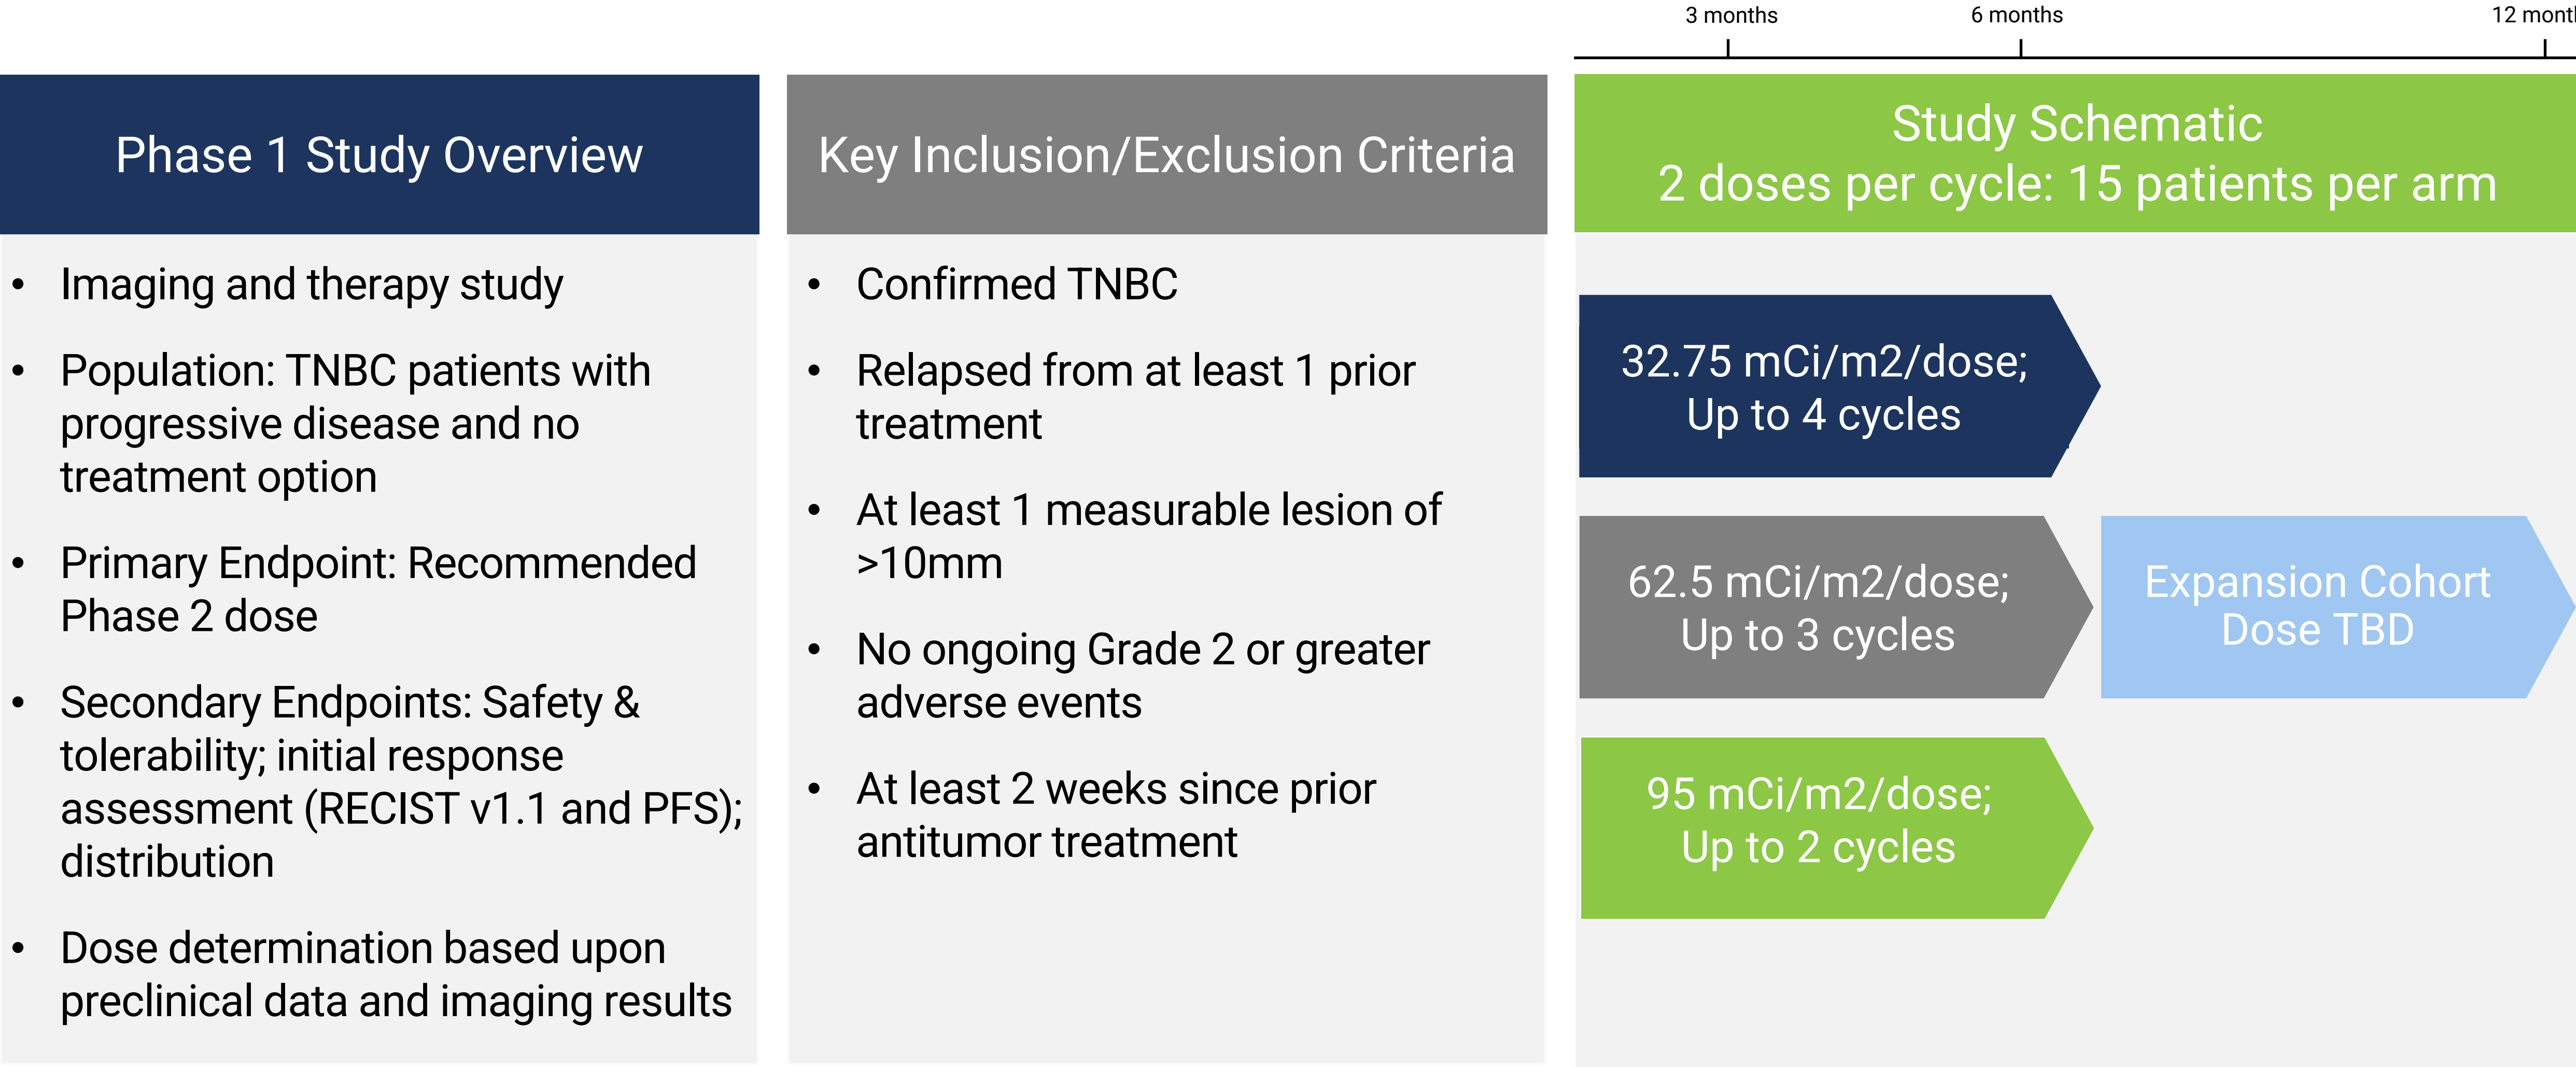 3 months
6 months
12 mont
Phase 1 Study Overview
• Imaging and therapy study
• Population: TNBC patients with
progressive disease and no
treatment option
• Primary Endpoint: Recommended
Phase 2 dose
• Secondary Endpoints: Safety &
tolerability; initial response
assessment (RECIST v1.1 and PFS);
distribution
• Dose determination based upon
preclinical data and imaging results
Key Inclusion/Exclusion Criteria
• Confirmed TNBC
• Relapsed from at least 1 prior
treatment
• At least 1 measurable lesion of
>10mm
• No ongoing Grade 2 or greater
adverse events
• At least 2 weeks since prior
antitumor treatment
Study Schematic
2 doses per cycle: 15 patients per arm
32.75 mCi/m2/dose;
Up to 4 cycles
62.5 mCi/m2/dose;
Up to 3 cycles
Expansion Cohort
Dose TBD
95 mCi/m2/dose;
Up to 2 cycles